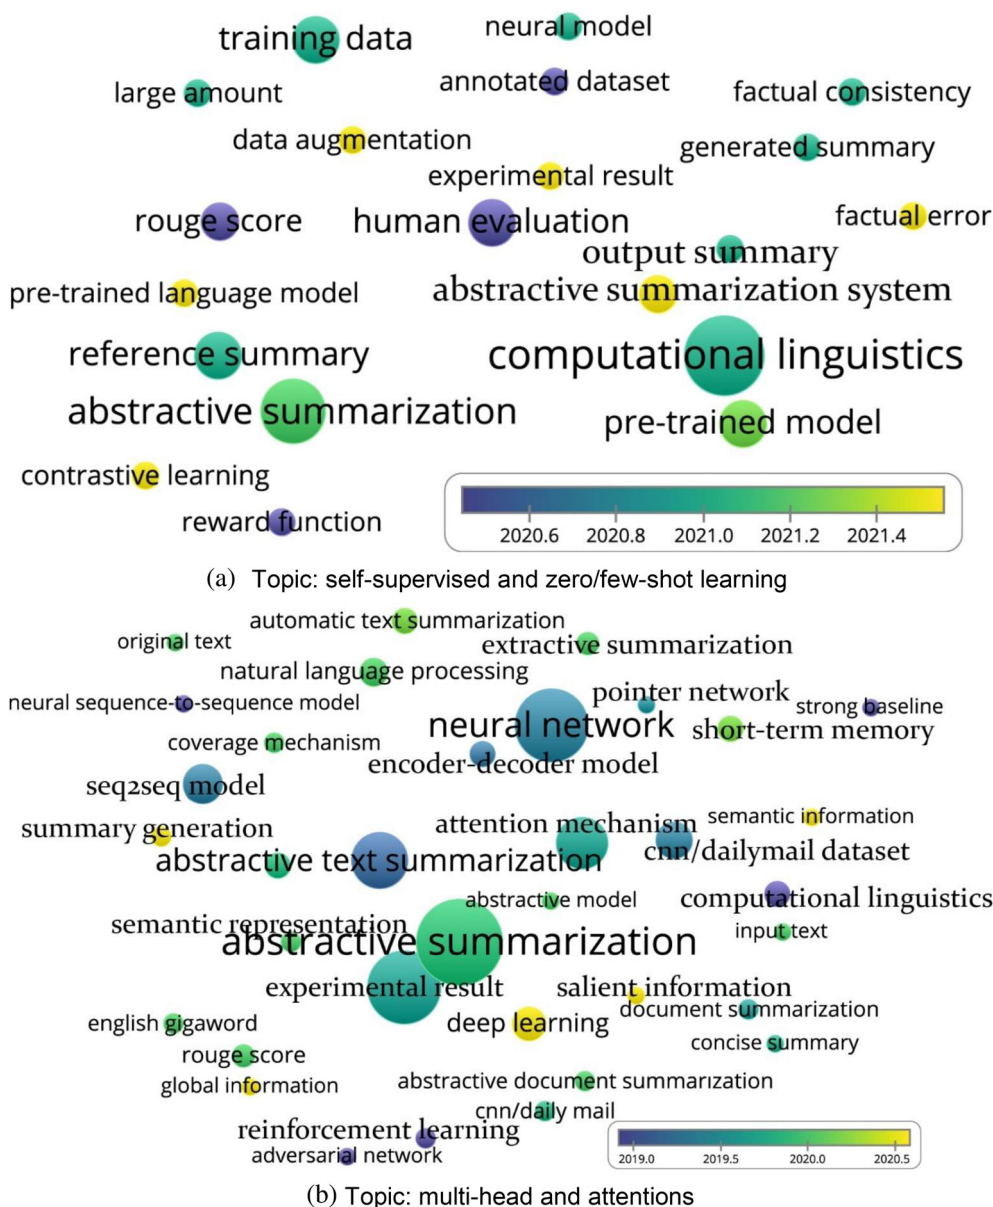 training data
neural model
large amount
annotated dataset
factual consistency
data augmentation
generated summary
experimental result
rouge score
human evaluation
factual error
output summary
pre-trained language model
abstractive summarization system
reference summary
computational linguistics
abstractive summarization
pre-trained model
contrastive learning
reward function
2020.6 2020.8 2021.0 2021.2 2021.4
(a) Topic: self-supervised and zero/few-shot learning
automatic text summarization
original text
extractive summarization
natural language processing
pointer network
neural sequence-to-sequence model
strong baseline
neural network
short-term memory
coverage mechanism
encoder-decoder model
seq2seq model
semantic information
attention mechanism
summary generation
cnn/dailymail dataset
abstractive text summarization
computational linguistics
abstractive model
semantic representation
input text
abstractive summarization
experimental result
salient information
document summarization
english gigaword
deep learning
concise summary
rouge score
global information
abstractive document summarization
cnn/daily mail
reinforcement learning
adversarial network
2019.0 2019.5 2020.0 2020.5
(b) Topic: multi-head and attentions